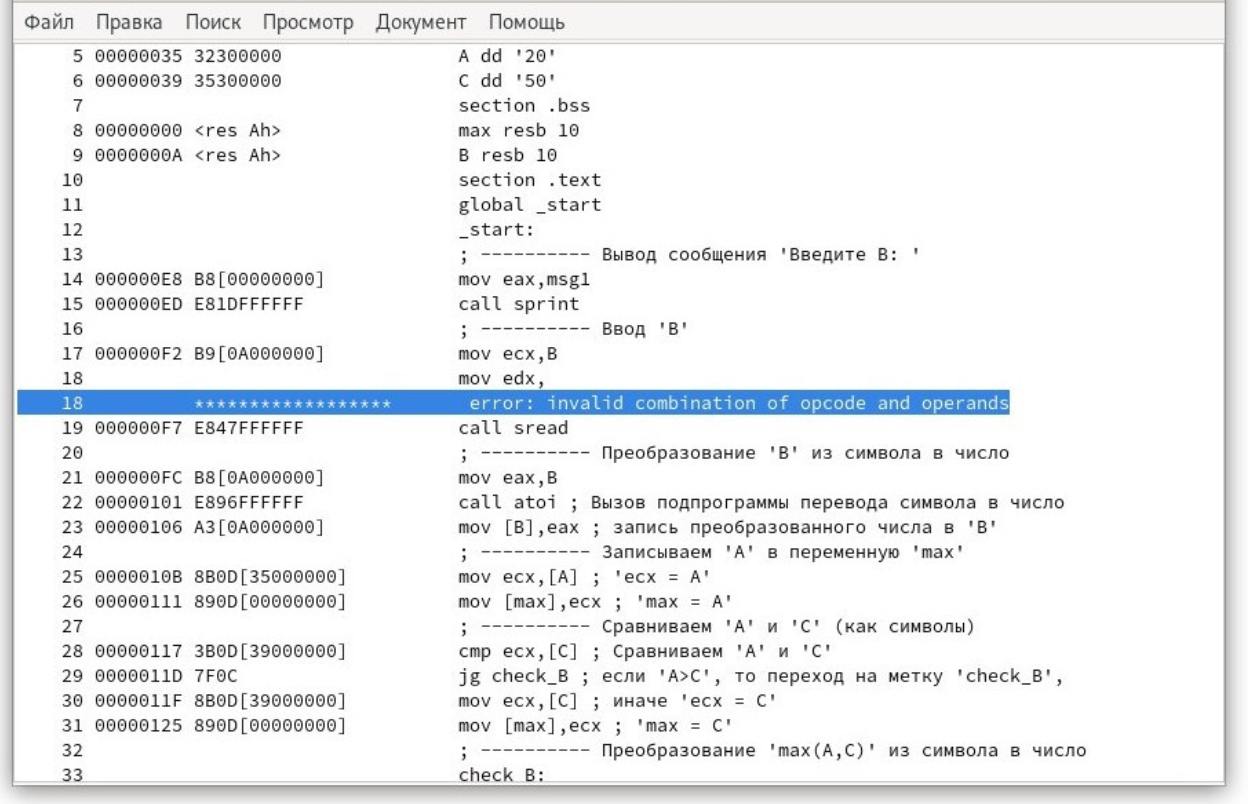 Файл Правка Поиск Просмотр Документ Помощь
5 00000035 32300000 A dd '20'
6 00000039 35300000 C dd '50'
7 section .bss
8 00000000 <res Ah> max resb 10
9 0000000A <res Ah> B resb 10
10 section .text
11 global _start
12 _start:
13 ; ---------- Вывод сообщения 'Введите B: '
14 000000E8 B8[00000000] mov eax,msg1
15 000000ED E81DFFFFFF call sprint
16 ; ---------- Ввод 'B'
17 000000F2 B9[0A000000] mov ecx,B
18 mov edx,
18 ****************** error: invalid combination of opcode and operands
19 000000F7 E847FFFFFF call sread
20 ; ---------- Преобразование 'B' из символа в число
21 000000FC B8[0A000000] mov eax,B
22 00000101 E896FFFFFF call atoi ; Вызов подпрограммы перевода символа в число
23 00000106 A3[0A000000] mov [B],eax ; запись преобразованного числа в 'B'
24 ; ---------- Записываем 'A' в переменную 'max'
25 0000010B 8B0D[35000000] mov ecx,[A] ; 'ecx = A'
26 00000111 890D[00000000] mov [max],ecx ; 'max = A'
27 ; ---------- Сравниваем 'A' и 'C' (как символы)
28 00000117 3B0D[39000000] cmp ecx,[C] ; Сравниваем 'A' и 'C'
29 0000011D 7F0C jg check_B ; если 'A>C', то переход на метку 'check_B',
30 0000011F 8B0D[39000000] mov ecx,[C] ; иначе 'ecx = C'
31 00000125 890D[00000000] mov [max],ecx ; 'max = C'
32 ; ---------- Преобразование 'max(A,C)' из символа в число
33 check B: